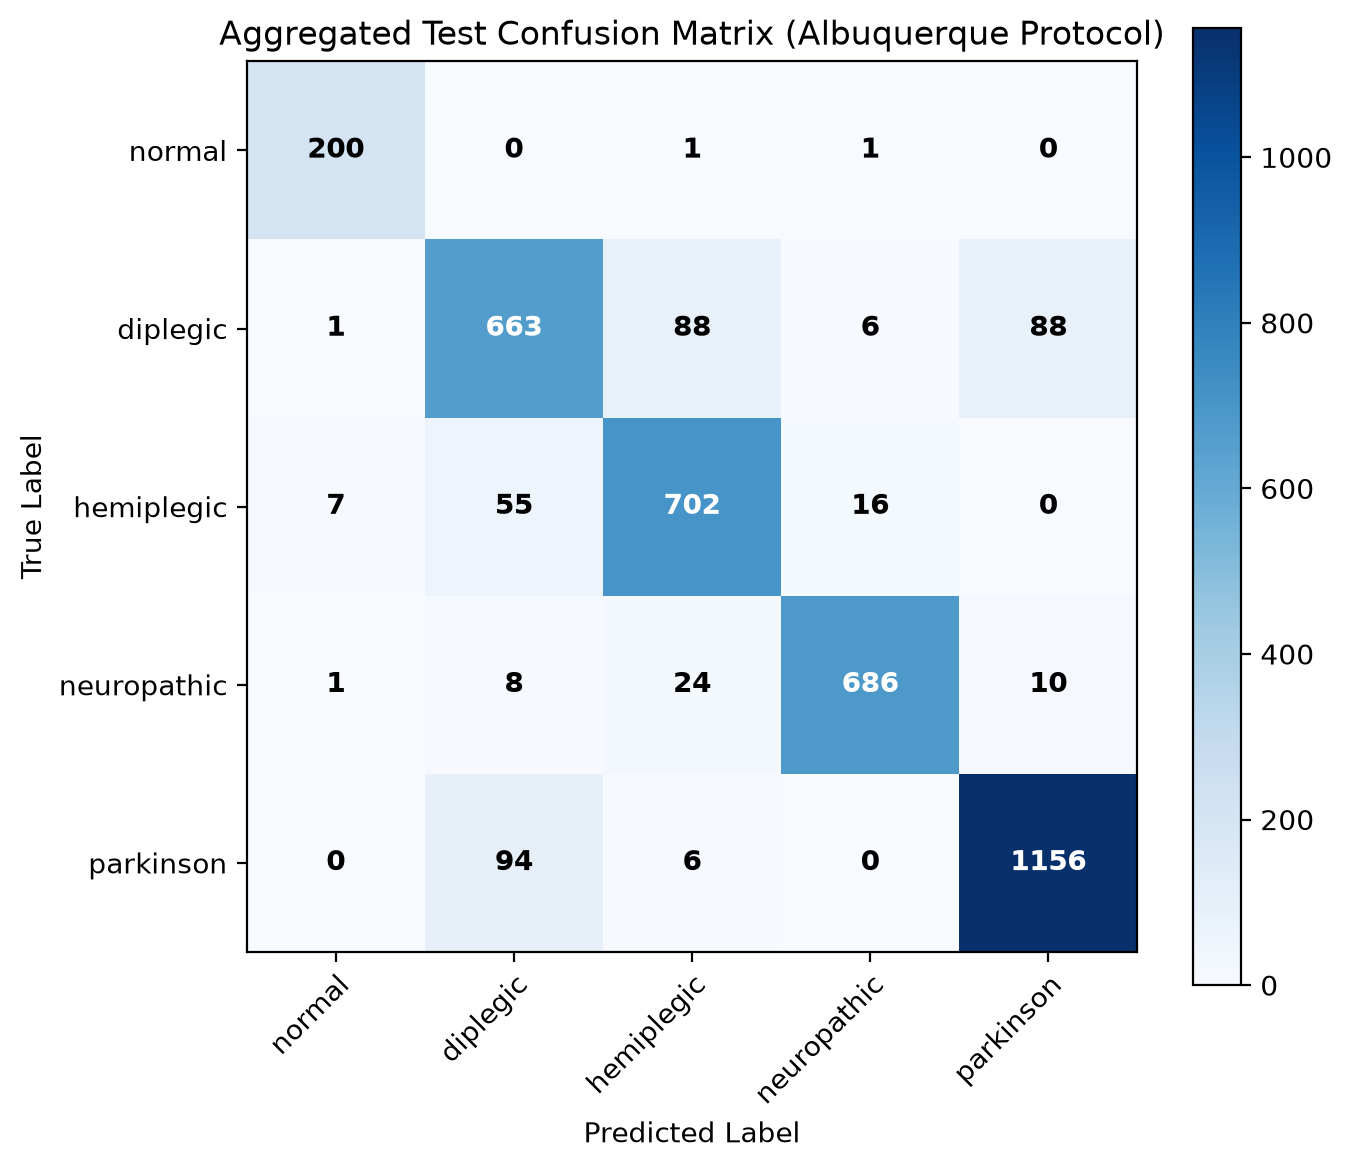 Aggregated Test Confusion Matrix (Albuquerque Protocol)
normal 200 0 1 1 0
diplegic 1 663 88 6 88
hemiplegic 7 55 702 16 0
neuropathic 1 8 24 686 10
parkinson 0 94 6 0 1156
True Label
normal diplegic hemiplegic neuropathic parkinson
Predicted Label
1000
800
600
400
200
0